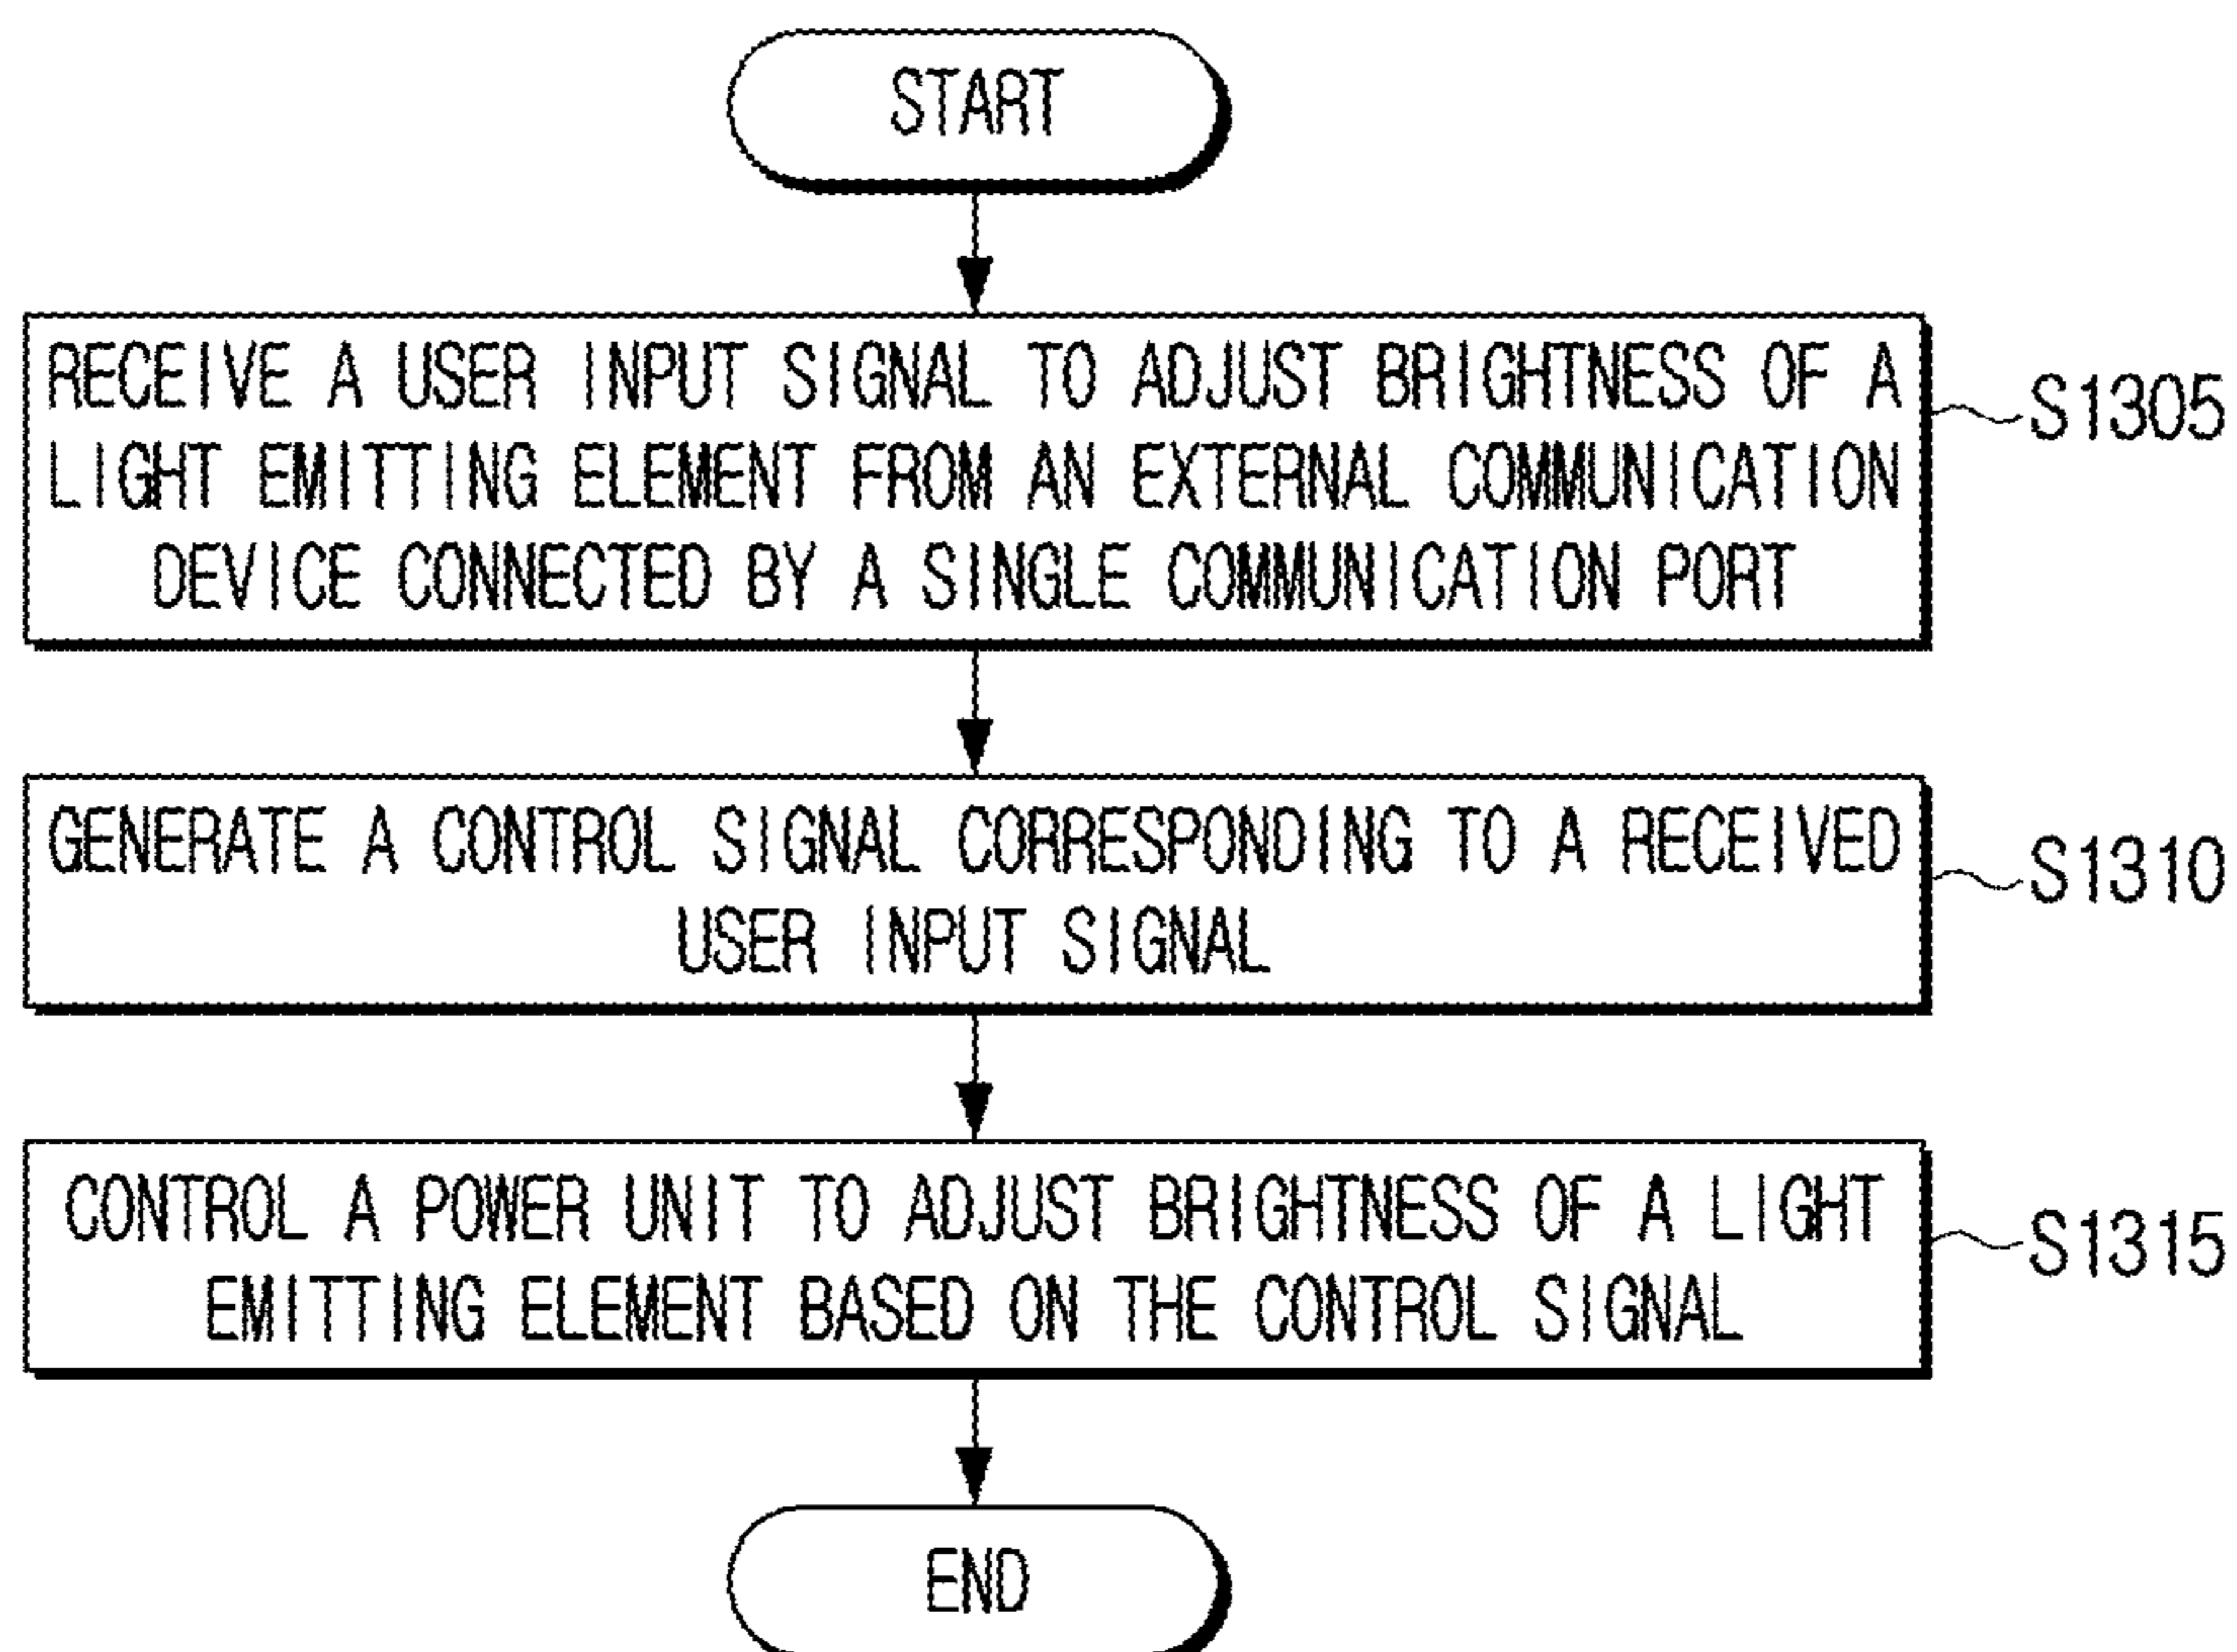 START
RECEIVE A USER INPUT SIGNAL TO ADJUST BRIGHTNESS OF A
LIGHT EMITTING ELEMENT FROM AN EXTERNAL COMMUNICATION
DEVICE CONNECTED BY A SINGLE COMMUNICATION PORT
S1305
GENERATE A CONTROL SIGNAL CORRESPONDING TO A RECEIVED
USER INPUT SIGNAL
S1310
CONTROL A POWER UNIT TO ADJUST BRIGHTNESS OF A LIGHT
EMITTING ELEMENT BASED ON THE CONTROL SIGNAL
S1315
END